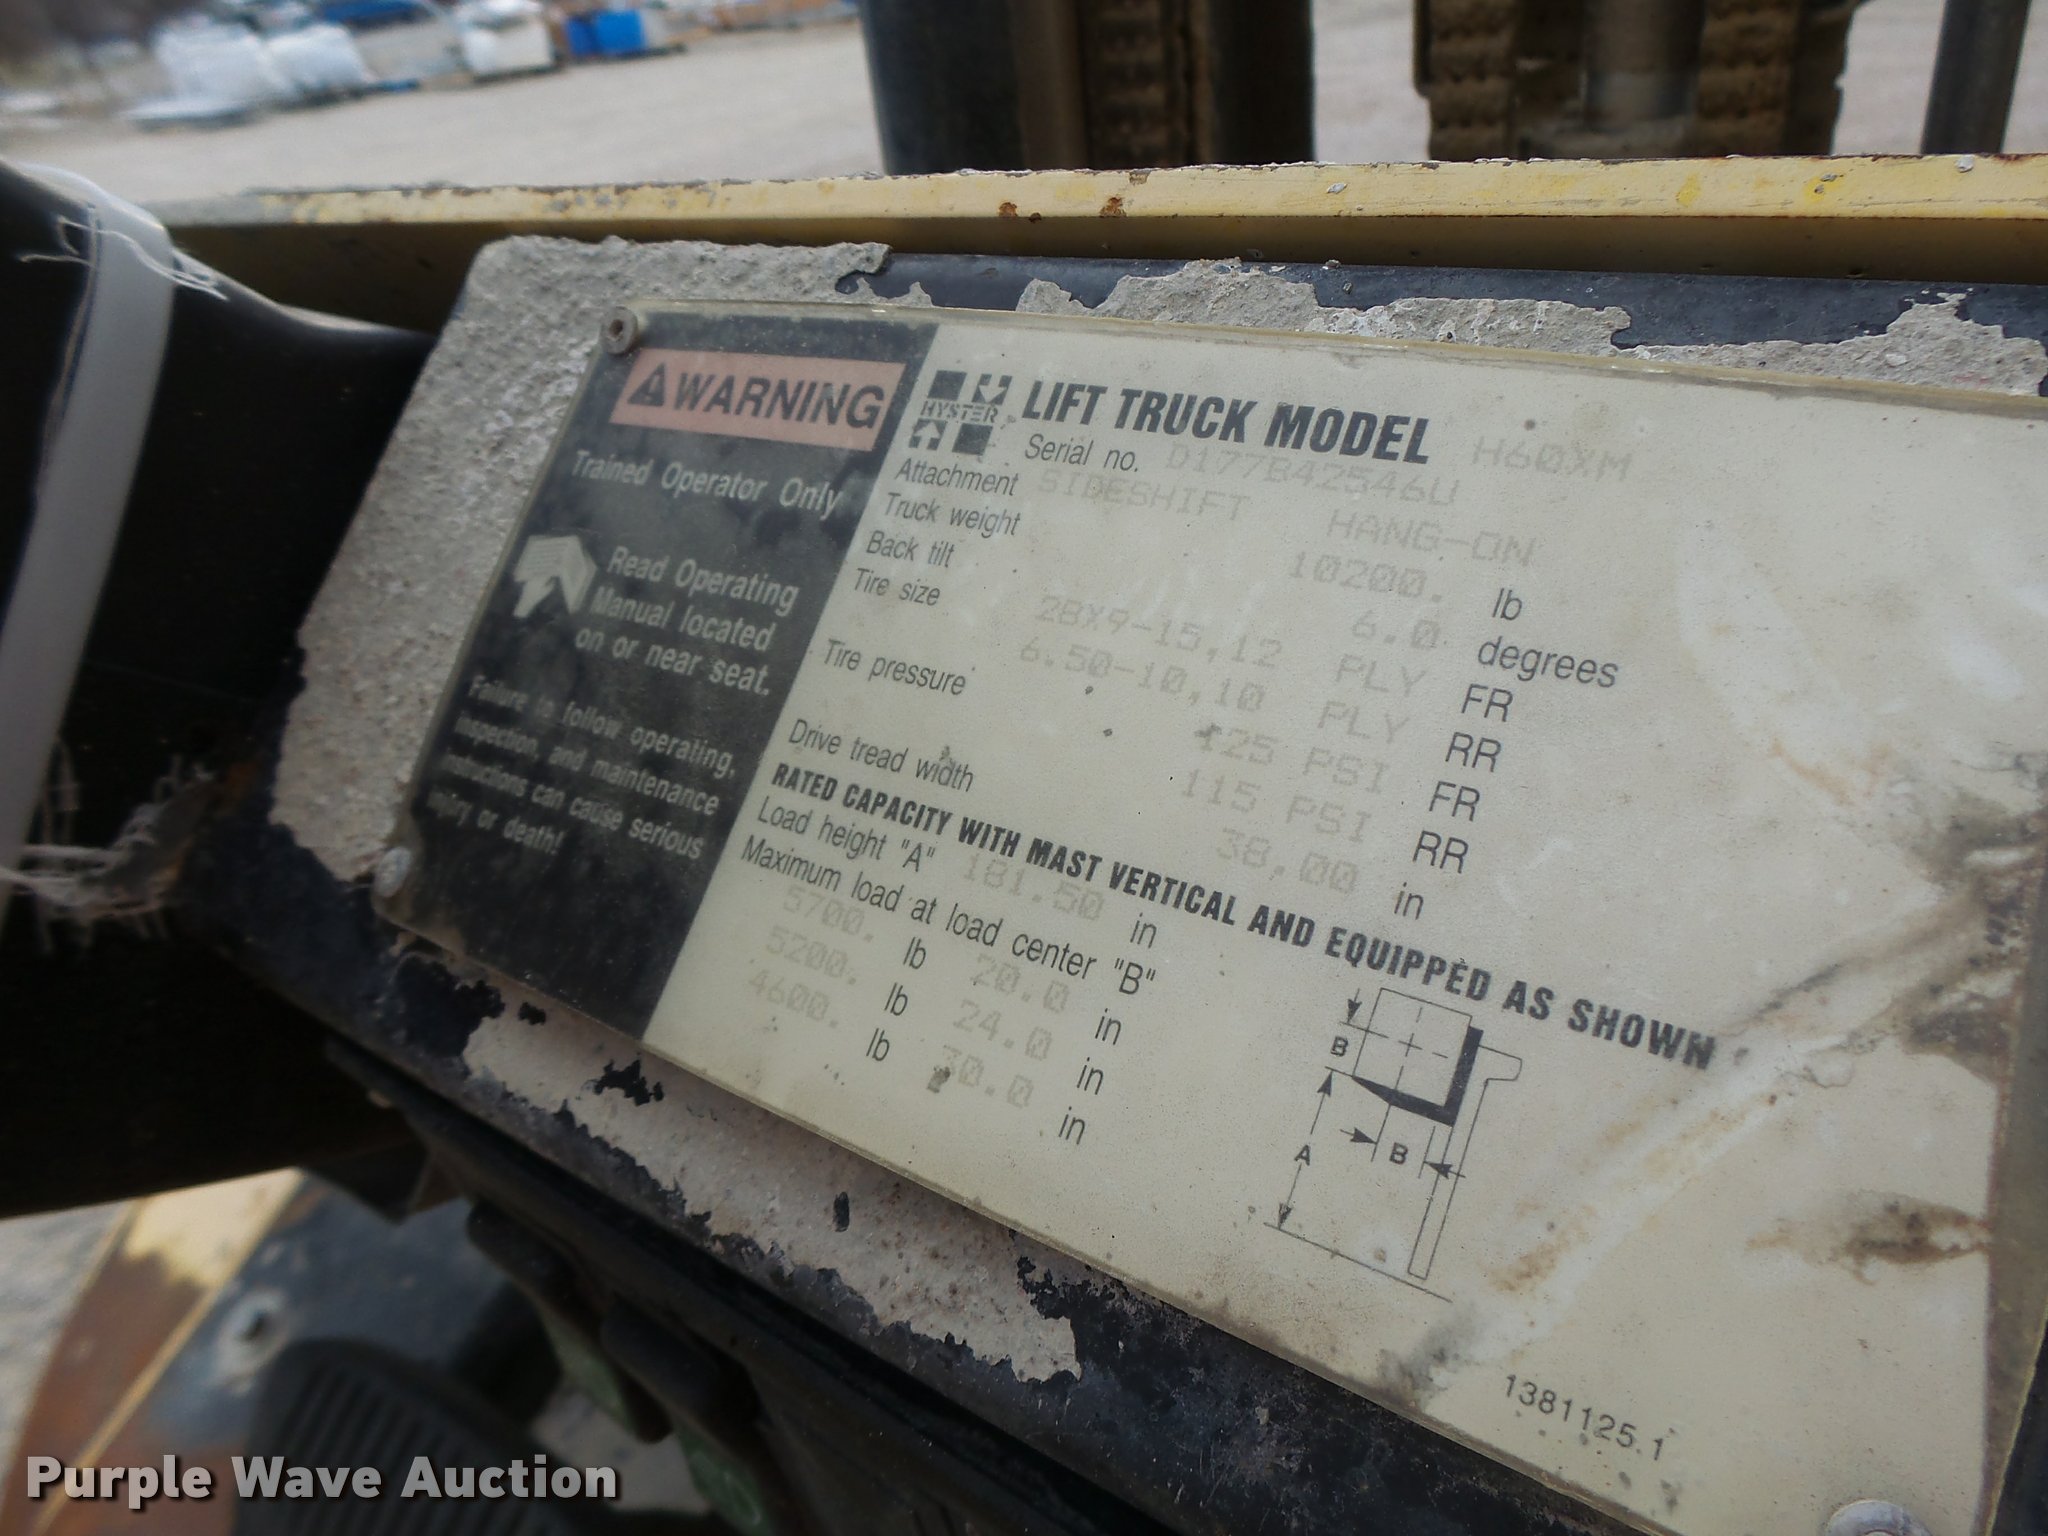 WARNING
Trained Operator Only
Read Operating
Manual located
on or near seat.
Failure to follow operating,
inspection, and maintenance
instructions can cause serious
injury or death!
HYSTER
LIFT TRUCK MODEL H60XM
Serial no. D177B42546U
Attachment SIDESHIFT HANG-ON
Truck weight 10200. lb
Back tilt 6.0 degrees
Tire size 28X9-15,12 PLY FR
6.50-10,10 PLY RR
Tire pressure 125 PSI FR
115 PSI RR
Drive tread width 38.00 in
RATED CAPACITY WITH MAST VERTICAL AND EQUIPPED AS SHOWN
Load height "A" 181.50 in
Maximum load at load center "B"
5700. lb 20.0 in
5200. lb 24.0 in
4600. lb 30.0 in
B
B
A
1381125.1
Purple Wave Auction